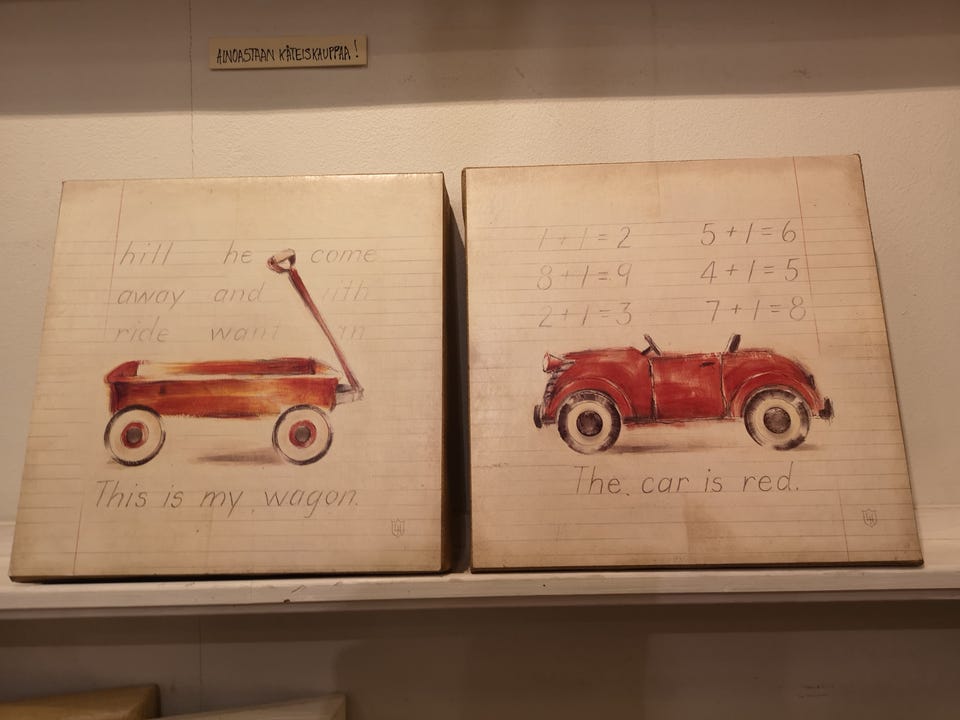 AINOASTAAN KÄTEISKAUPPAA!
hill he come
away and with
ride want
This is my wagon.
1+1=2 5+1=6
8+1=9 4+1=5
2+1=3 7+1=8
The car is red.